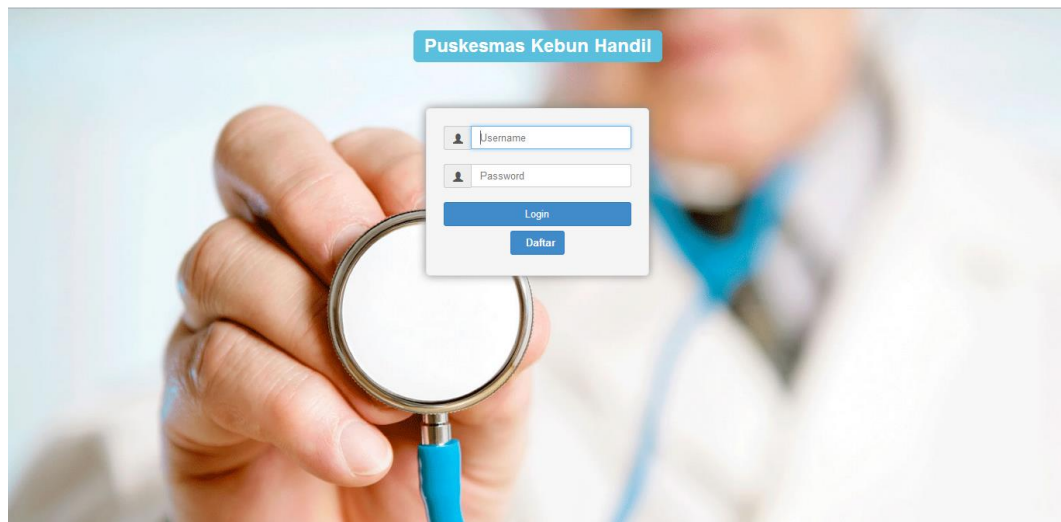 Puskesmas Kebun Handil
Username
Password
Login
Daftar